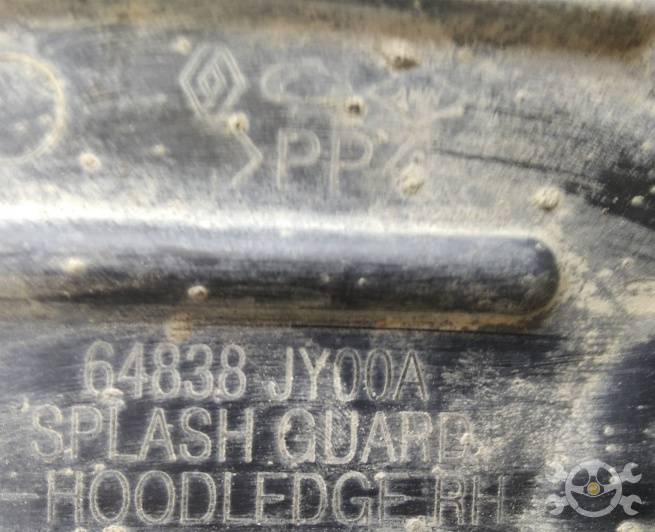 >PP<
64838 JY00A
SPLASH GUARD
HOODLEDGE RH